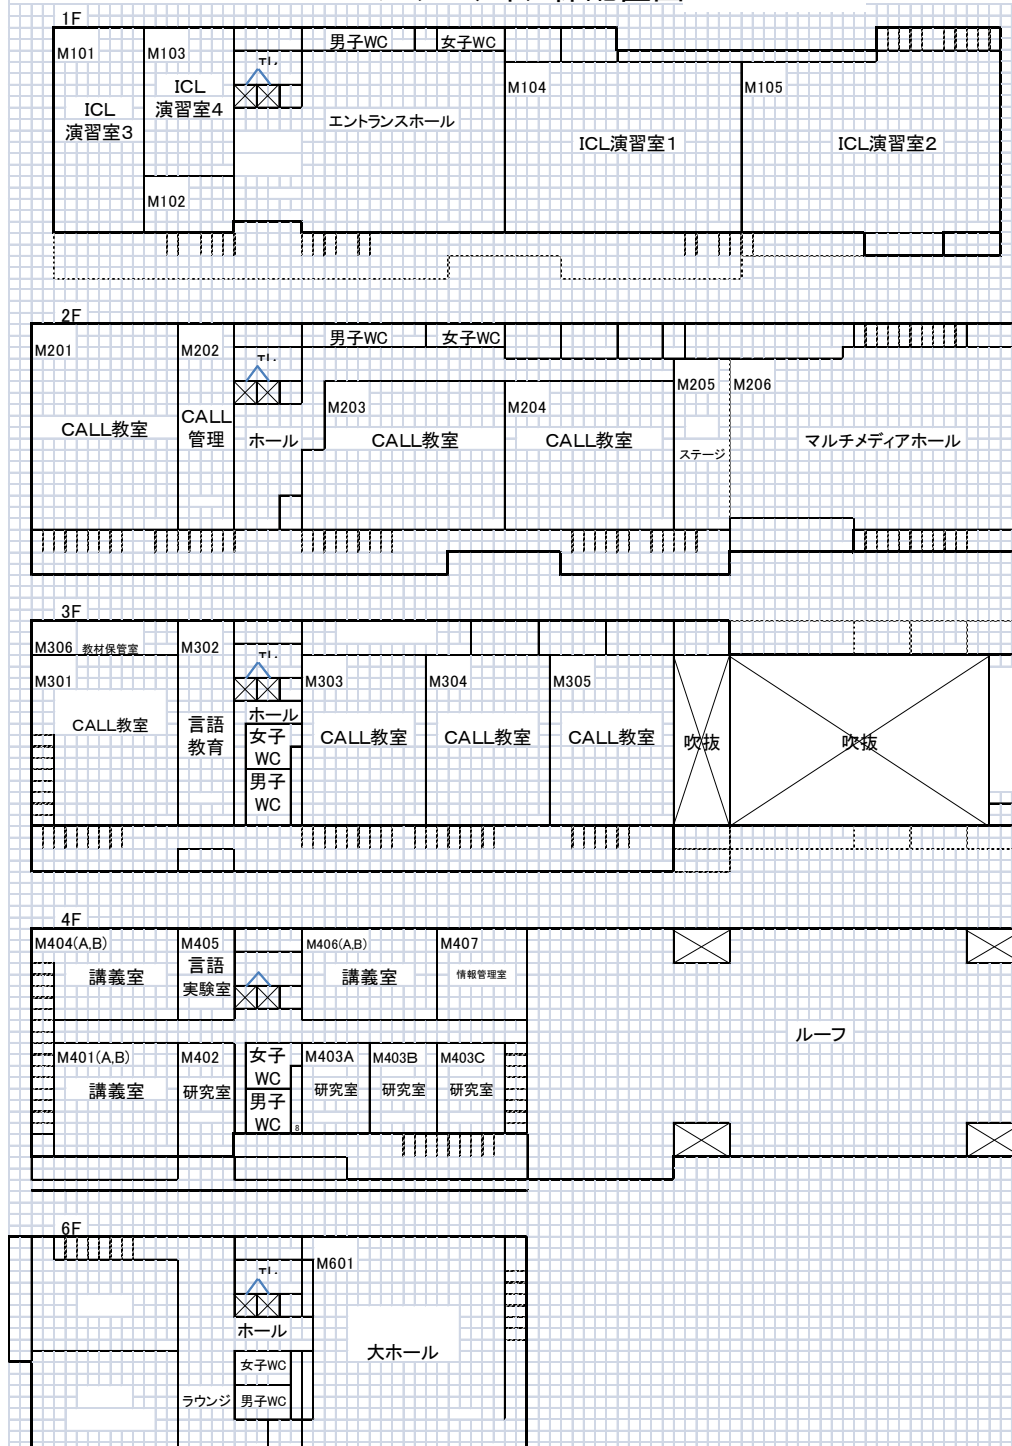 1F
男子WC
女子WC
M101
M103
M104
M105
ICL
演習室3
ICL
演習室4
エントランスホール
ICL演習室1
ICL演習室2
M102
2F
男子WC
女子WC
M201
M202
M203
M204
M205
M206
CALL教室
CALL
管理
ホール
CALL教室
CALL教室
ステージ
マルチメディアホール
3F
M306 教材保管室
M302
M301
M303
M304
M305
CALL教室
言語
教育
ホール
女子
WC
男子
WC
CALL教室
CALL教室
CALL教室
吹抜
吹抜
4F
M404(A,B)
M405
M406(A,B)
M407
講義室
言語
実験室
講義室
情報管理室
ルーフ
M401(A,B)
M402
女子
WC
男子
WC
M403A
M403B
M403C
講義室
研究室
研究室
研究室
研究室
8
6F
M601
ホール
大ホール
女子WC
ラウンジ
男子WC